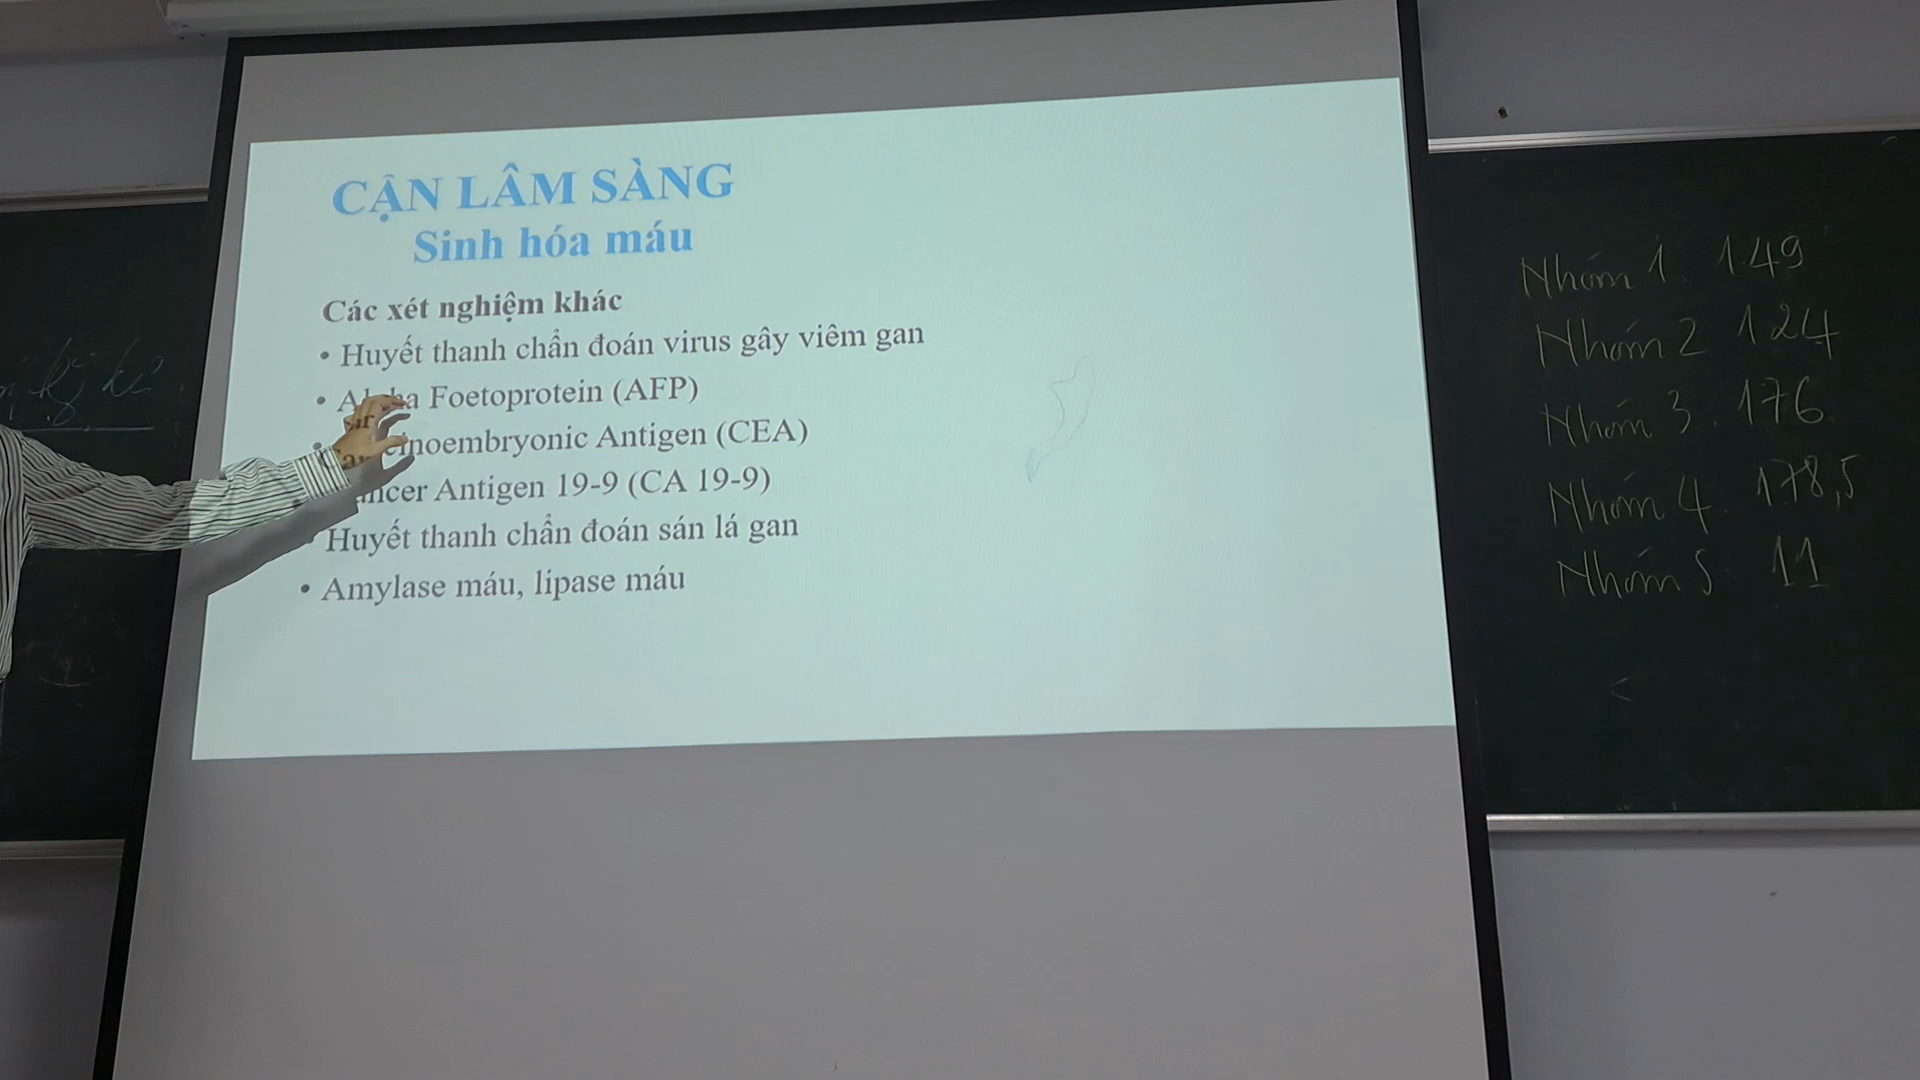 CẬN LÂM SÀNG
Sinh hóa máu
Các xét nghiệm khác
• Huyết thanh chẩn đoán virus gây viêm gan
• Foetoprotein (AFP)
Antigen (CEA)
Antigen 19-9 (CA 19-9)
Huyết thanh chẩn đoán sán lá gan
• Amylase máu, lipase máu
Nhóm 1. 149
Nhóm 2 124
Nhóm 3. 176
Nhóm 4. 178,5
Nhóm 5 11